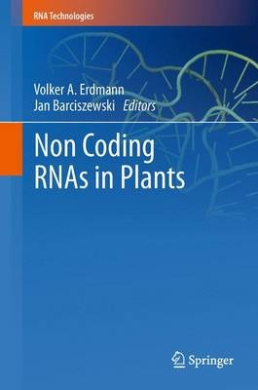 RNA Technologies
Volker A. Erdmann
Jan Barciszewski Editors
Non Coding
RNAs in Plants
Springer